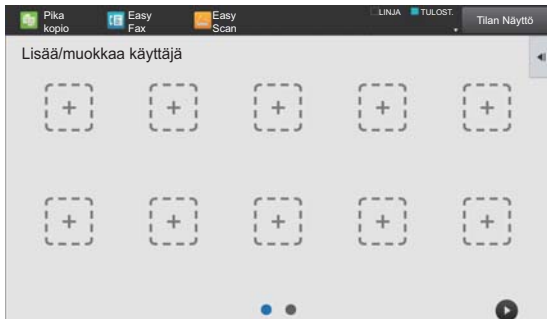 Pika
kopio
Easy
Fax
Easy
Scan
LINJA
TULOST.
Tilan Näyttö
Lisää/muokkaa käyttäjä